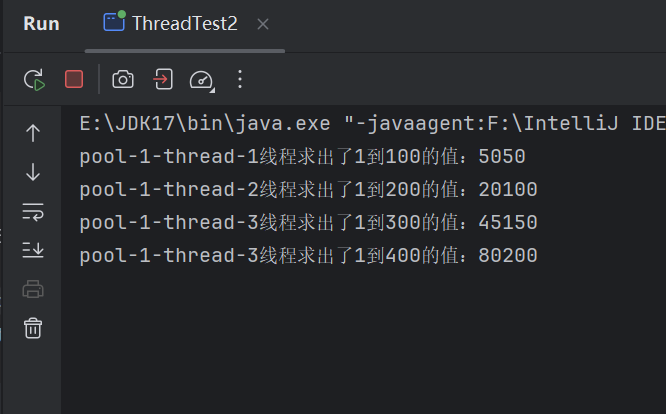 Run
ThreadTest2
E:\JDK17\bin\java.exe "-javaagent:F:\IntelliJ IDE
pool-1-thread-1线程求出了1到100的值：5050
pool-1-thread-2线程求出了1到200的值：20100
pool-1-thread-3线程求出了1到300的值：45150
pool-1-thread-3线程求出了1到400的值：80200